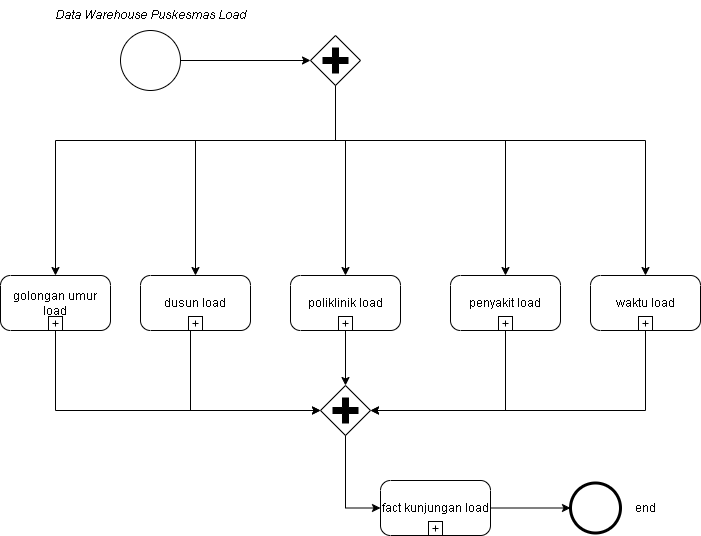 Data Warehouse Puskesmas Load
golongan umur
load
dusun load
poliklinik load
penyakit load
waktu load
fact kunjungan load
end